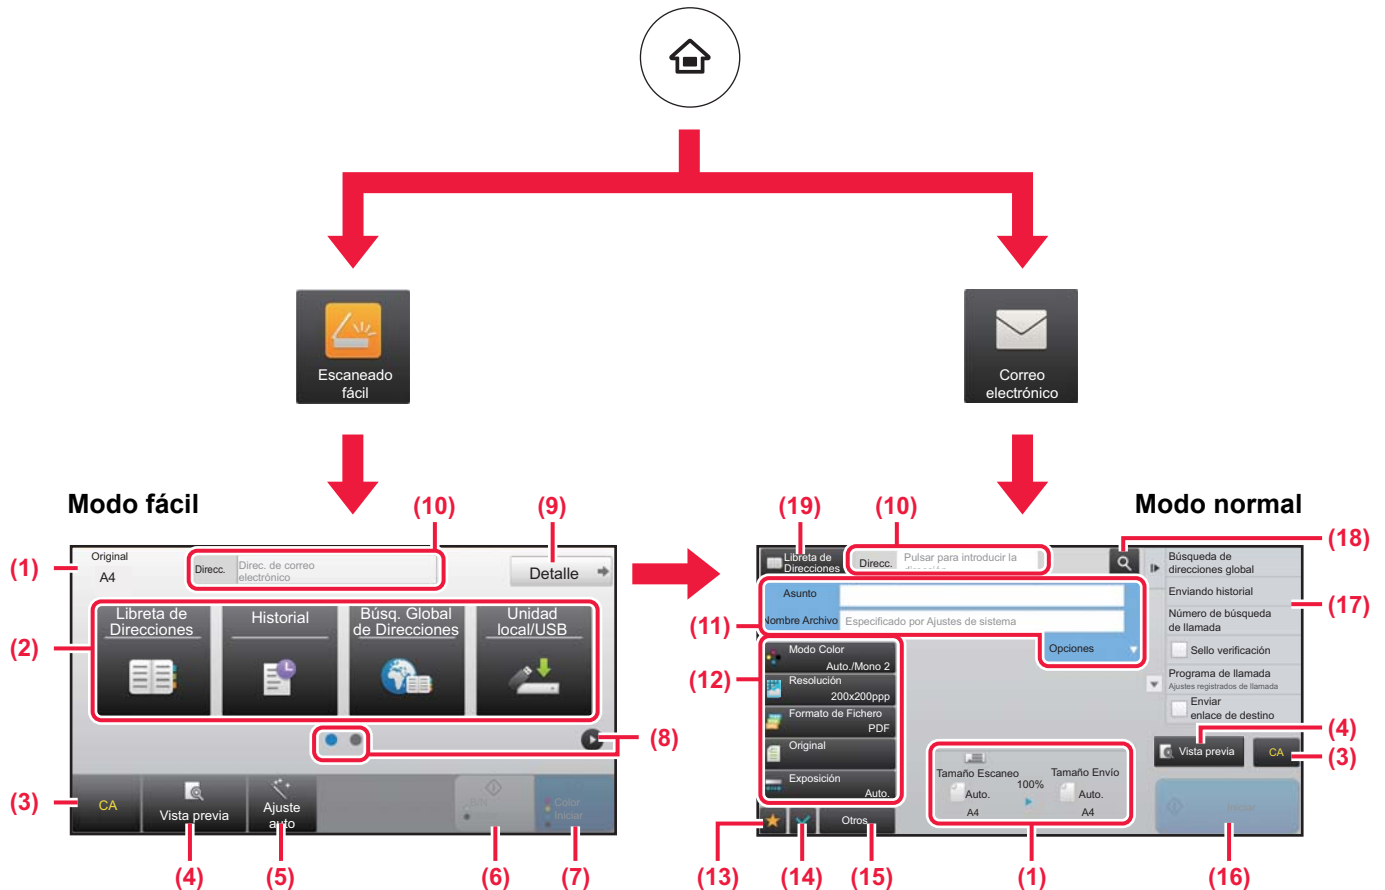 Escaneado
fácil
Correo
electrónico
Modo fácil
Modo normal
(10)
(9)
(19)
(10)
(18)
(1)
Original
A4
Direcc.
Direc. de correo
electrónico
Detalle
(2)
Libreta de
Direcciones
Historial
Búsq. Global
de Direcciones
Unidad
local/USB
(8)
(3)
CA
Vista previa
Ajuste
auto
B/N
Color
Iniciar
(4)
(5)
(6)
(7)
Libreta de
Direcciones
Direcc.
Pulsar para introducir la
dirección
Búsqueda de
direcciones global
Enviando historial
Número de búsqueda
de llamada
Sello verificación
Programa de llamada
Ajustes registrados de llamada
Enviar
enlace de destino
(17)
(11)
Asunto
Nombre Archivo
Especificado por Ajustes de sistema
Opciones
(12)
Modo Color
Auto./Mono 2
Resolución
200x200ppp
Formato de Fichero
PDF
Original
Exposición
Auto.
Tamaño Escaneo
100%
Tamaño Envío
Auto.
A4
Auto.
A4
(4)
Vista previa
CA
(3)
Otros
Iniciar
(13)
(14)
(15)
(1)
(16)